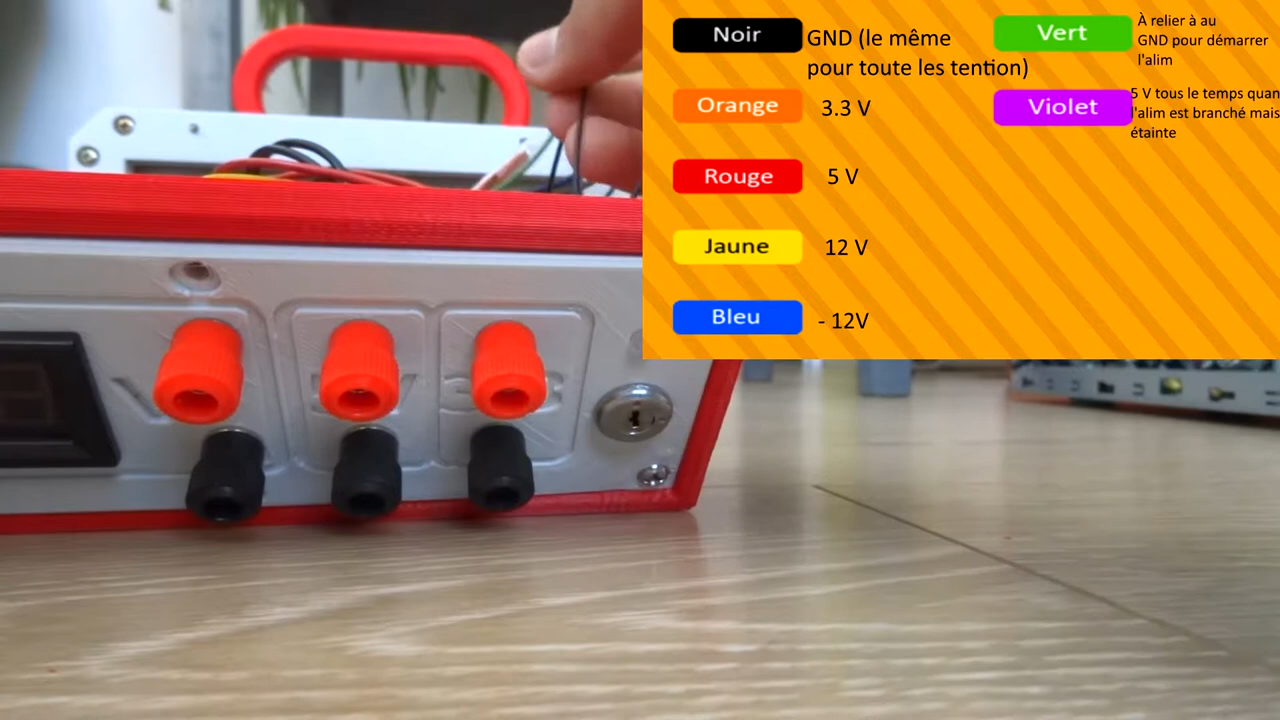 Noir
GND (le même
pour toute les tention)
Orange
3.3 V
Rouge
5 V
Jaune
12 V
Bleu
- 12V
Vert
À relier à au
GND pour démarrer
l'alim
Violet
5 V tous le temps quan
l'alim est branché mais
étainte